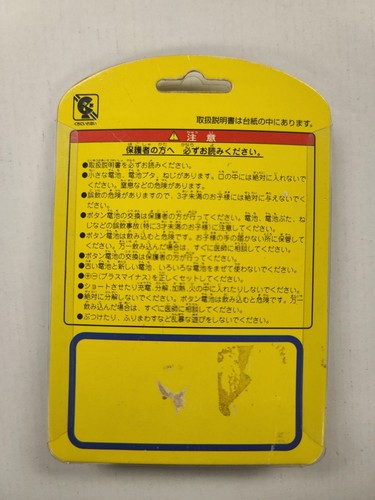 取扱説明書は台紙の中にあります。
注意
保護者の方へ 必ずお読みください。
●取扱説明書を必ずお読みください。
●小さな電池、電池ブタ、ねじがあります。口の中には絶対に入れないで
ください。窒息などの危険があります。
●誤飲の危険がありますので、3才未満のお子様には絶対に与えないでく
ださい。
●ボタン電池の交換は保護者の方が行ってください。電池、電池ぶた、ね
じなどの誤飲事故(特に3才未満のお子様)に注意してください。
●ボタン電池は飲み込むと危険です。お子様の手の届かない所に保管して
ください。万一飲み込んだ場合は、すぐに医師に相談してください。
●ボタン電池の交換は保護者の方が行ってください。
●古い電池と新しい電池、いろいろな電池をまぜて使わないでください。
●⊕⊖(プラスマイナス)を正しくセットしてください。
●ショートさせたり充電、分解、加熱、火の中に入れたりしないでください。
●絶対に分解しないでください。ボタン電池は飲み込むと危険です。万一
飲み込んだ場合は、すぐに医師に相談してください。
●ぶつけたり、ふりまわすなど乱暴な遊びをしないでください。